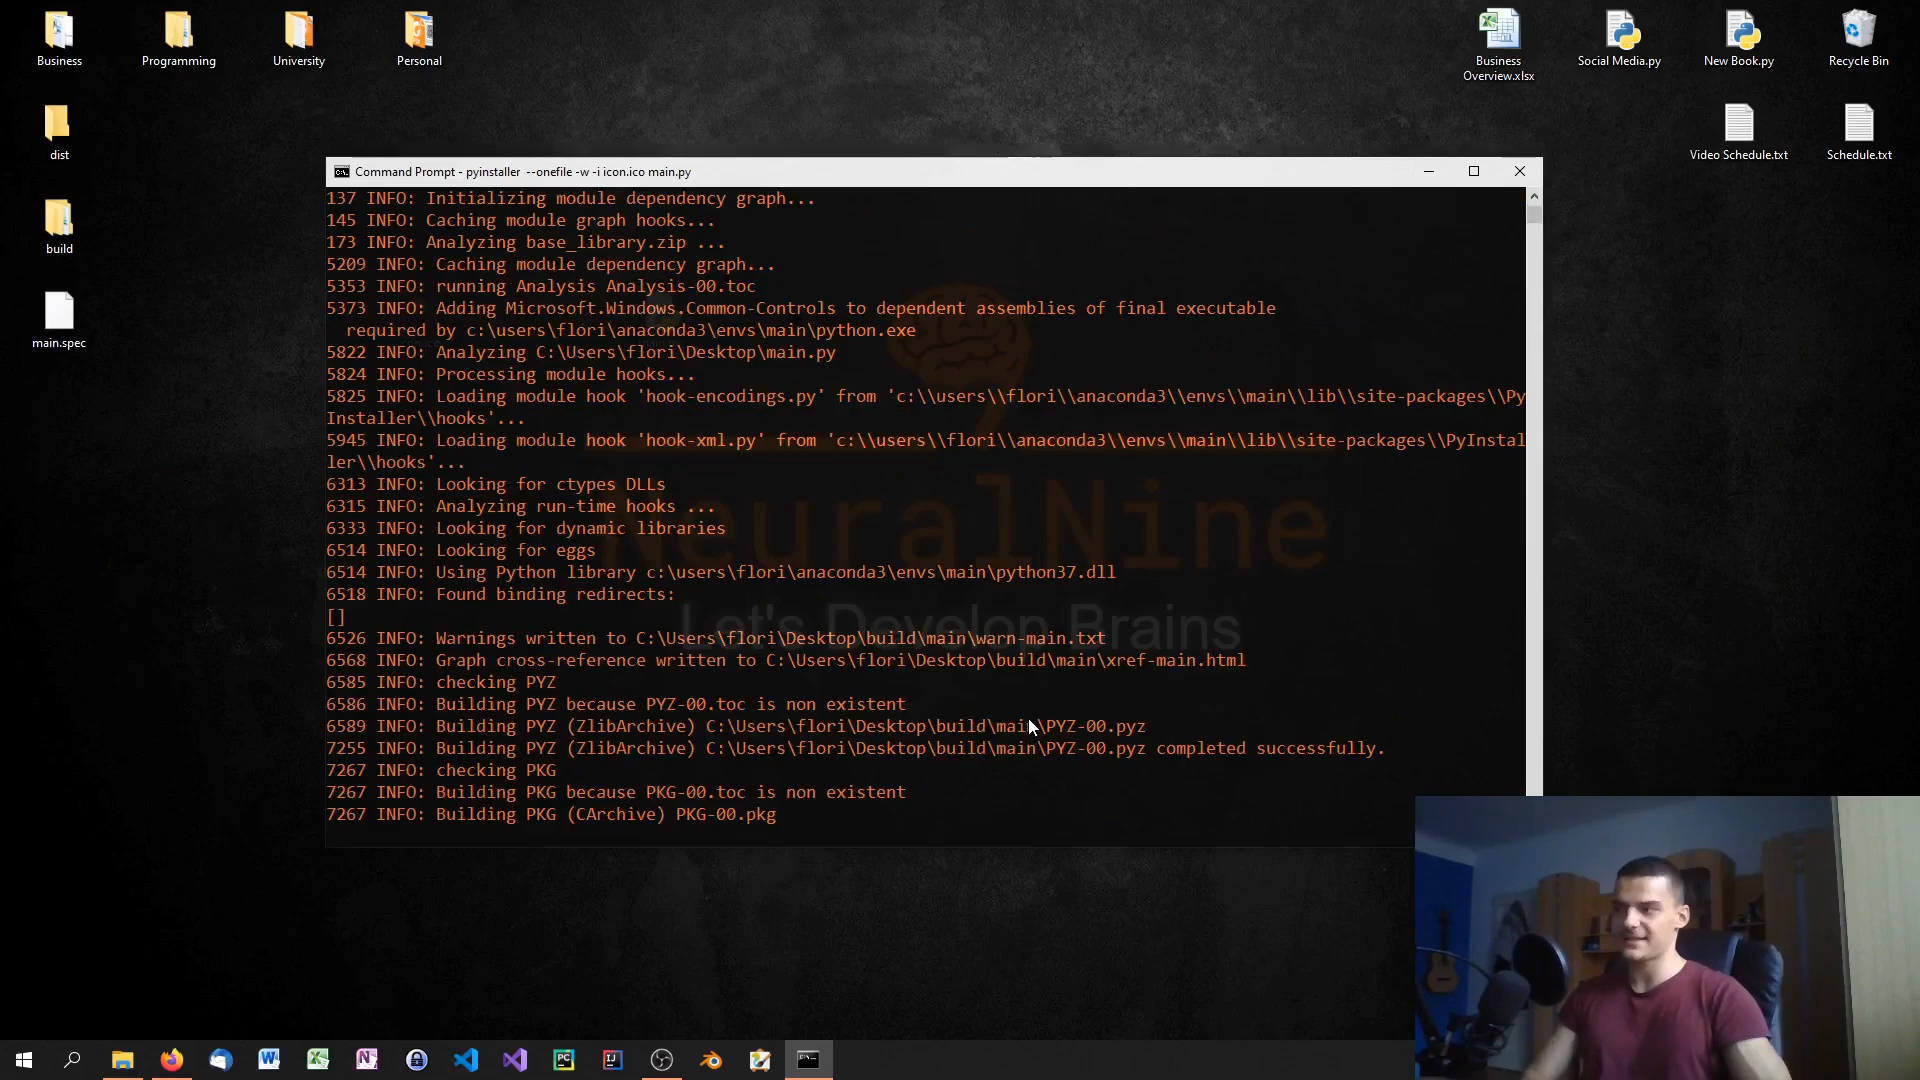 Business
Programming
University
Personal
Business
Overview.xlsx
Social Media.py
New Book.py
Recycle Bin
dist
Video Schedule.txt
Schedule.txt
build
main.spec
Command Prompt - pyinstaller --onefile -w -i icon.ico main.py
137 INFO: Initializing module dependency graph...
145 INFO: Caching module graph hooks...
173 INFO: Analyzing base_library.zip ...
5209 INFO: Caching module dependency graph...
5353 INFO: running Analysis Analysis-00.toc
5373 INFO: Adding Microsoft.Windows.Common-Controls to dependent assemblies of final executable
required by c:\users\flori\anaconda3\envs\main\python.exe
5822 INFO: Analyzing C:\Users\flori\Desktop\main.py
5824 INFO: Processing module hooks...
5825 INFO: Loading module hook 'hook-encodings.py' from 'c:\\users\\flori\\anaconda3\\envs\\main\\lib\\site-packages\\Py
Installer\\hooks'...
5945 INFO: Loading module hook 'hook-xml.py' from 'c:\\users\\flori\\anaconda3\\envs\\main\\lib\\site-packages\\PyInstal
ler\\hooks'...
6313 INFO: Looking for ctypes DLLs
6315 INFO: Analyzing run-time hooks ...
6333 INFO: Looking for dynamic libraries
6514 INFO: Looking for eggs
6514 INFO: Using Python library c:\users\flori\anaconda3\envs\main\python37.dll
6518 INFO: Found binding redirects:
[]
6526 INFO: Warnings written to C:\Users\flori\Desktop\build\main\warn-main.txt
6568 INFO: Graph cross-reference written to C:\Users\flori\Desktop\build\main\xref-main.html
6585 INFO: checking PYZ
6586 INFO: Building PYZ because PYZ-00.toc is non existent
6589 INFO: Building PYZ (ZlibArchive) C:\Users\flori\Desktop\build\main\PYZ-00.pyz
7255 INFO: Building PYZ (ZlibArchive) C:\Users\flori\Desktop\build\main\PYZ-00.pyz completed successfully.
7267 INFO: checking PKG
7267 INFO: Building PKG because PKG-00.toc is non existent
7267 INFO: Building PKG (CArchive) PKG-00.pkg
NeuralNine
Let's Develop Brains